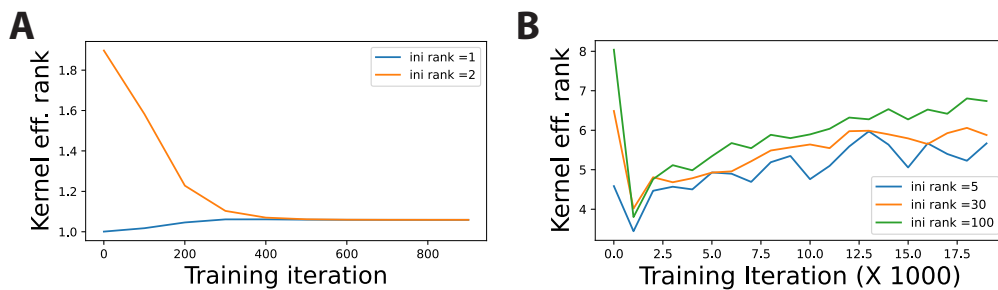 A
Kernel eff. rank
1.8
1.6
1.4
1.2
1.0
0
200
400
600
800
Training iteration
ini rank =1
ini rank =2
B
Kernel eff. rank
8
7
6
5
4
0.0
2.5
5.0
7.5
10.0
12.5
15.0
17.5
Training Iteration (X 1000)
ini rank =5
ini rank =30
ini rank =100